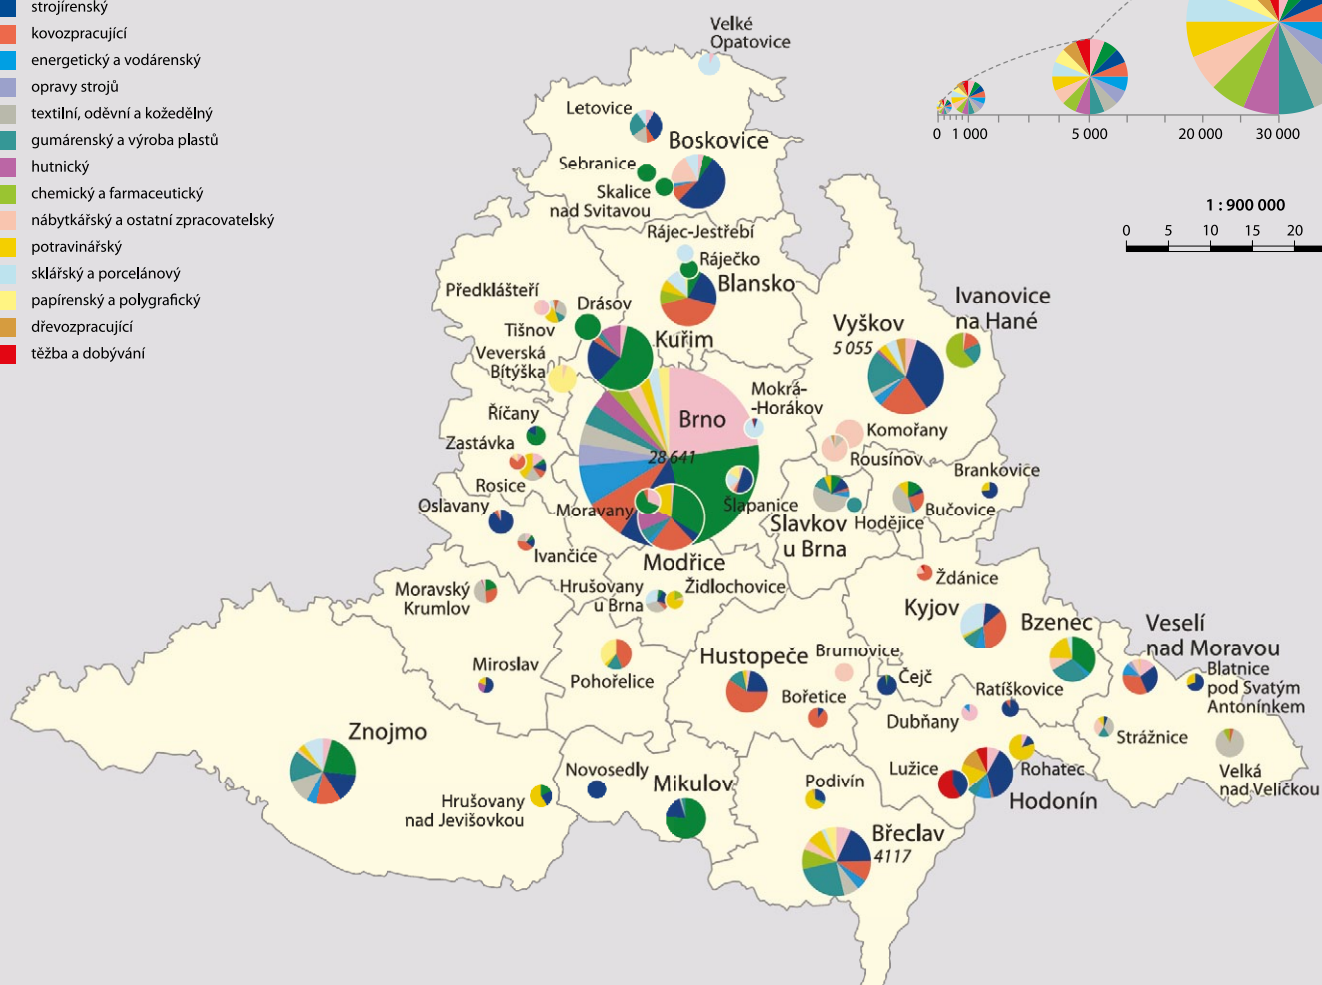 strojírenský
kovozpracující
energetický a vodárenský
opravy strojů
textilní, oděvní a kožedělný
gumárenský a výroba plastů
hutnický
chemický a farmaceutický
nábytkářský a ostatní zpracovatelský
potravinářský
sklářský a porcelánový
papírenský a polygrafický
dřevozpracující
těžba a dobývání
0 1 000 5 000 20 000 30 000
1 : 900 000
0 5 10 15 20
Velké
Opatovice
Letovice
Boskovice
Sebranice
Skalice
nad Svitavou
Rájec-Jestřebí
Ráječko
Blansko
Předklášteří
Drásov
Tišnov
Kuřim
Veverská
Bítýška
Ivanovice
na Hané
Vyškov
5 055
Mokrá-
-Horákov
Brno
28 641
Říčany
Zastávka
Rosice
Komořany
Rousínov
Brankovice
Oslavany
Moravany
Šlapanice
Slavkov
u Brna
Hodějice
Bučovice
Ivančice
Modřice
Moravský
Krumlov
Hrušovany
u Brna
Židlochovice
Ždánice
Kyjov
Bzenec
Veselí
nad Moravou
Miroslav
Pohořelice
Hustopeče
Brumovice
Bořetice
Čejč
Ratíškovice
Blatnice
pod Svatým
Antonínkem
Dubňany
Strážnice
Znojmo
Novosedly
Mikulov
Podivín
Lužice
Rohatec
Hodonín
Velká
nad Veličkou
Hrušovany
nad Jevišovkou
Břeclav
4117